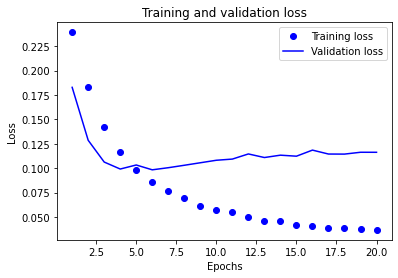 Training and validation loss
Training loss
Validation loss
0.225
0.200
0.175
0.150
0.125
0.100
0.075
0.050
Loss
2.5 5.0 7.5 10.0 12.5 15.0 17.5 20.0
Epochs